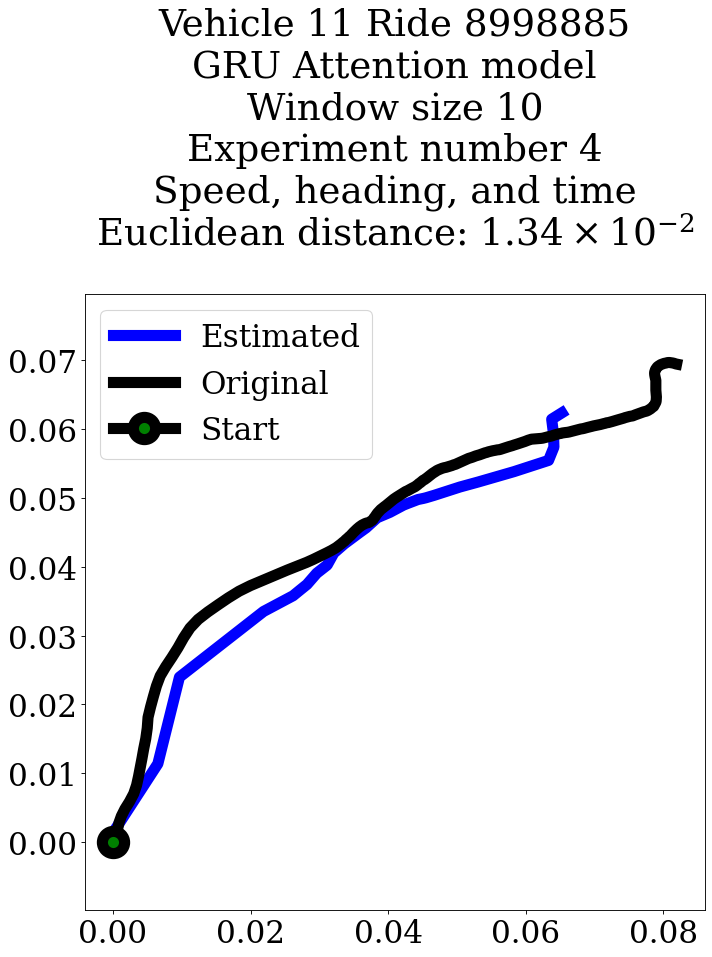 Vehicle 11 Ride 8998885
GRU Attention model
Window size 10
Experiment number 4
Speed, heading, and time
Euclidean distance: 1.34 × 10⁻²
Estimated
Original
Start
0.07
0.06
0.05
0.04
0.03
0.02
0.01
0.00
0.00 0.02 0.04 0.06 0.08